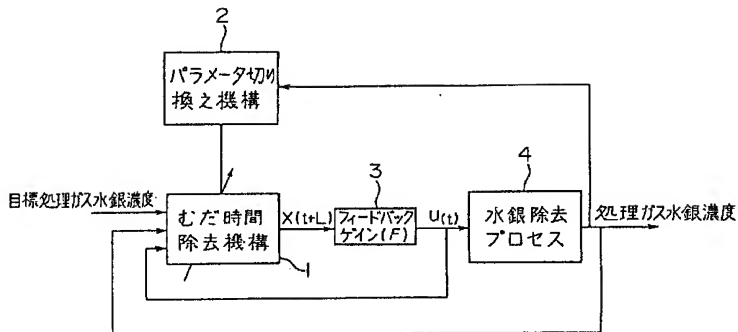 2
パラメータ切り
換え機構
目標処理ガス水銀濃度
むだ時間
除去機構
1
X(t+L)
3
フィードバック
ゲイン(F)
U(t)
4
水銀除去
プロセス
処理ガス水銀濃度